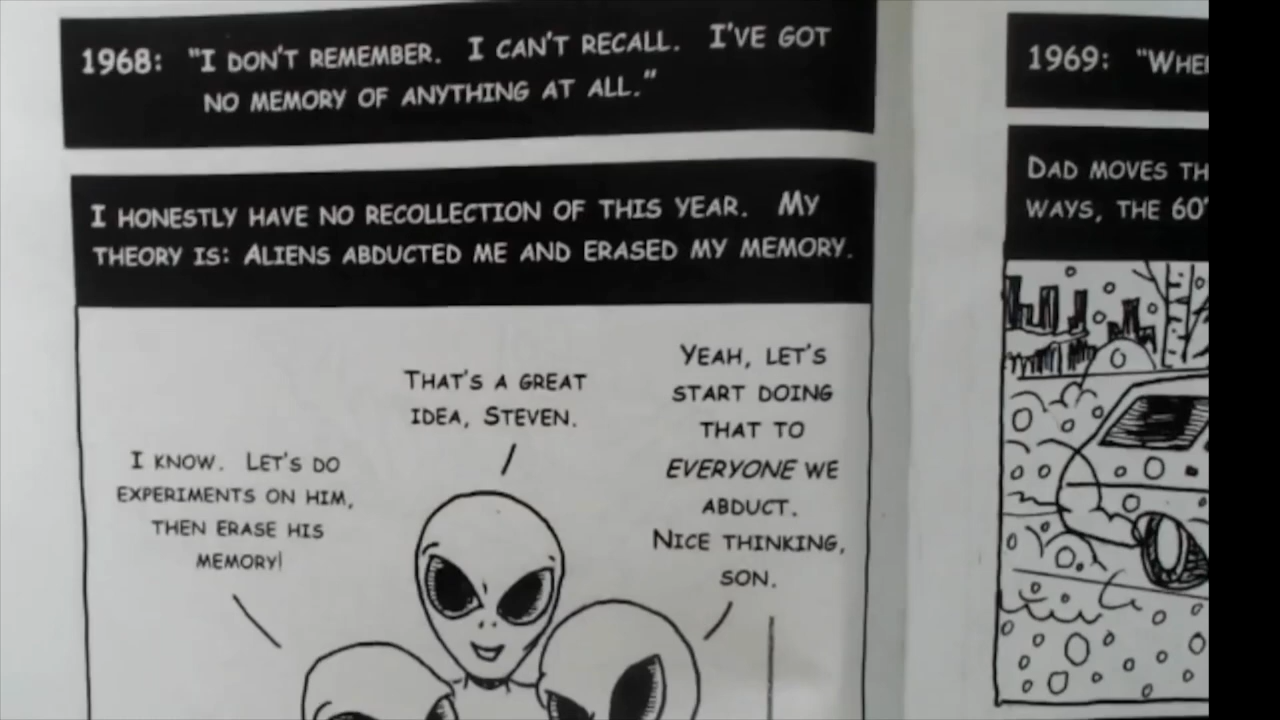 1968: "I DON'T REMEMBER. I CAN'T RECALL. I'VE GOT
NO MEMORY OF ANYTHING AT ALL."
I HONESTLY HAVE NO RECOLLECTION OF THIS YEAR. MY
THEORY IS: ALIENS ABDUCTED ME AND ERASED MY MEMORY.
I KNOW. LET'S DO
EXPERIMENTS ON HIM,
THEN ERASE HIS
MEMORY!
THAT'S A GREAT
IDEA, STEVEN.
YEAH, LET'S
START DOING
THAT TO
EVERYONE WE
ABDUCT.
NICE THINKING,
SON.
1969: "
DAD MOVES
WAYS, THE